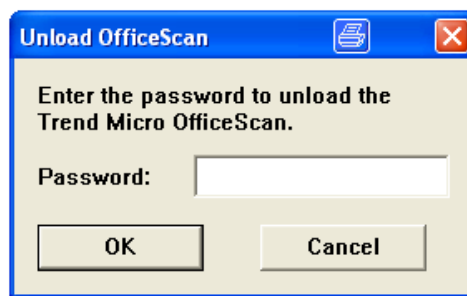 Unload OfficeScan
Enter the password to unload the
Trend Micro OfficeScan.
Password:
OK Cancel